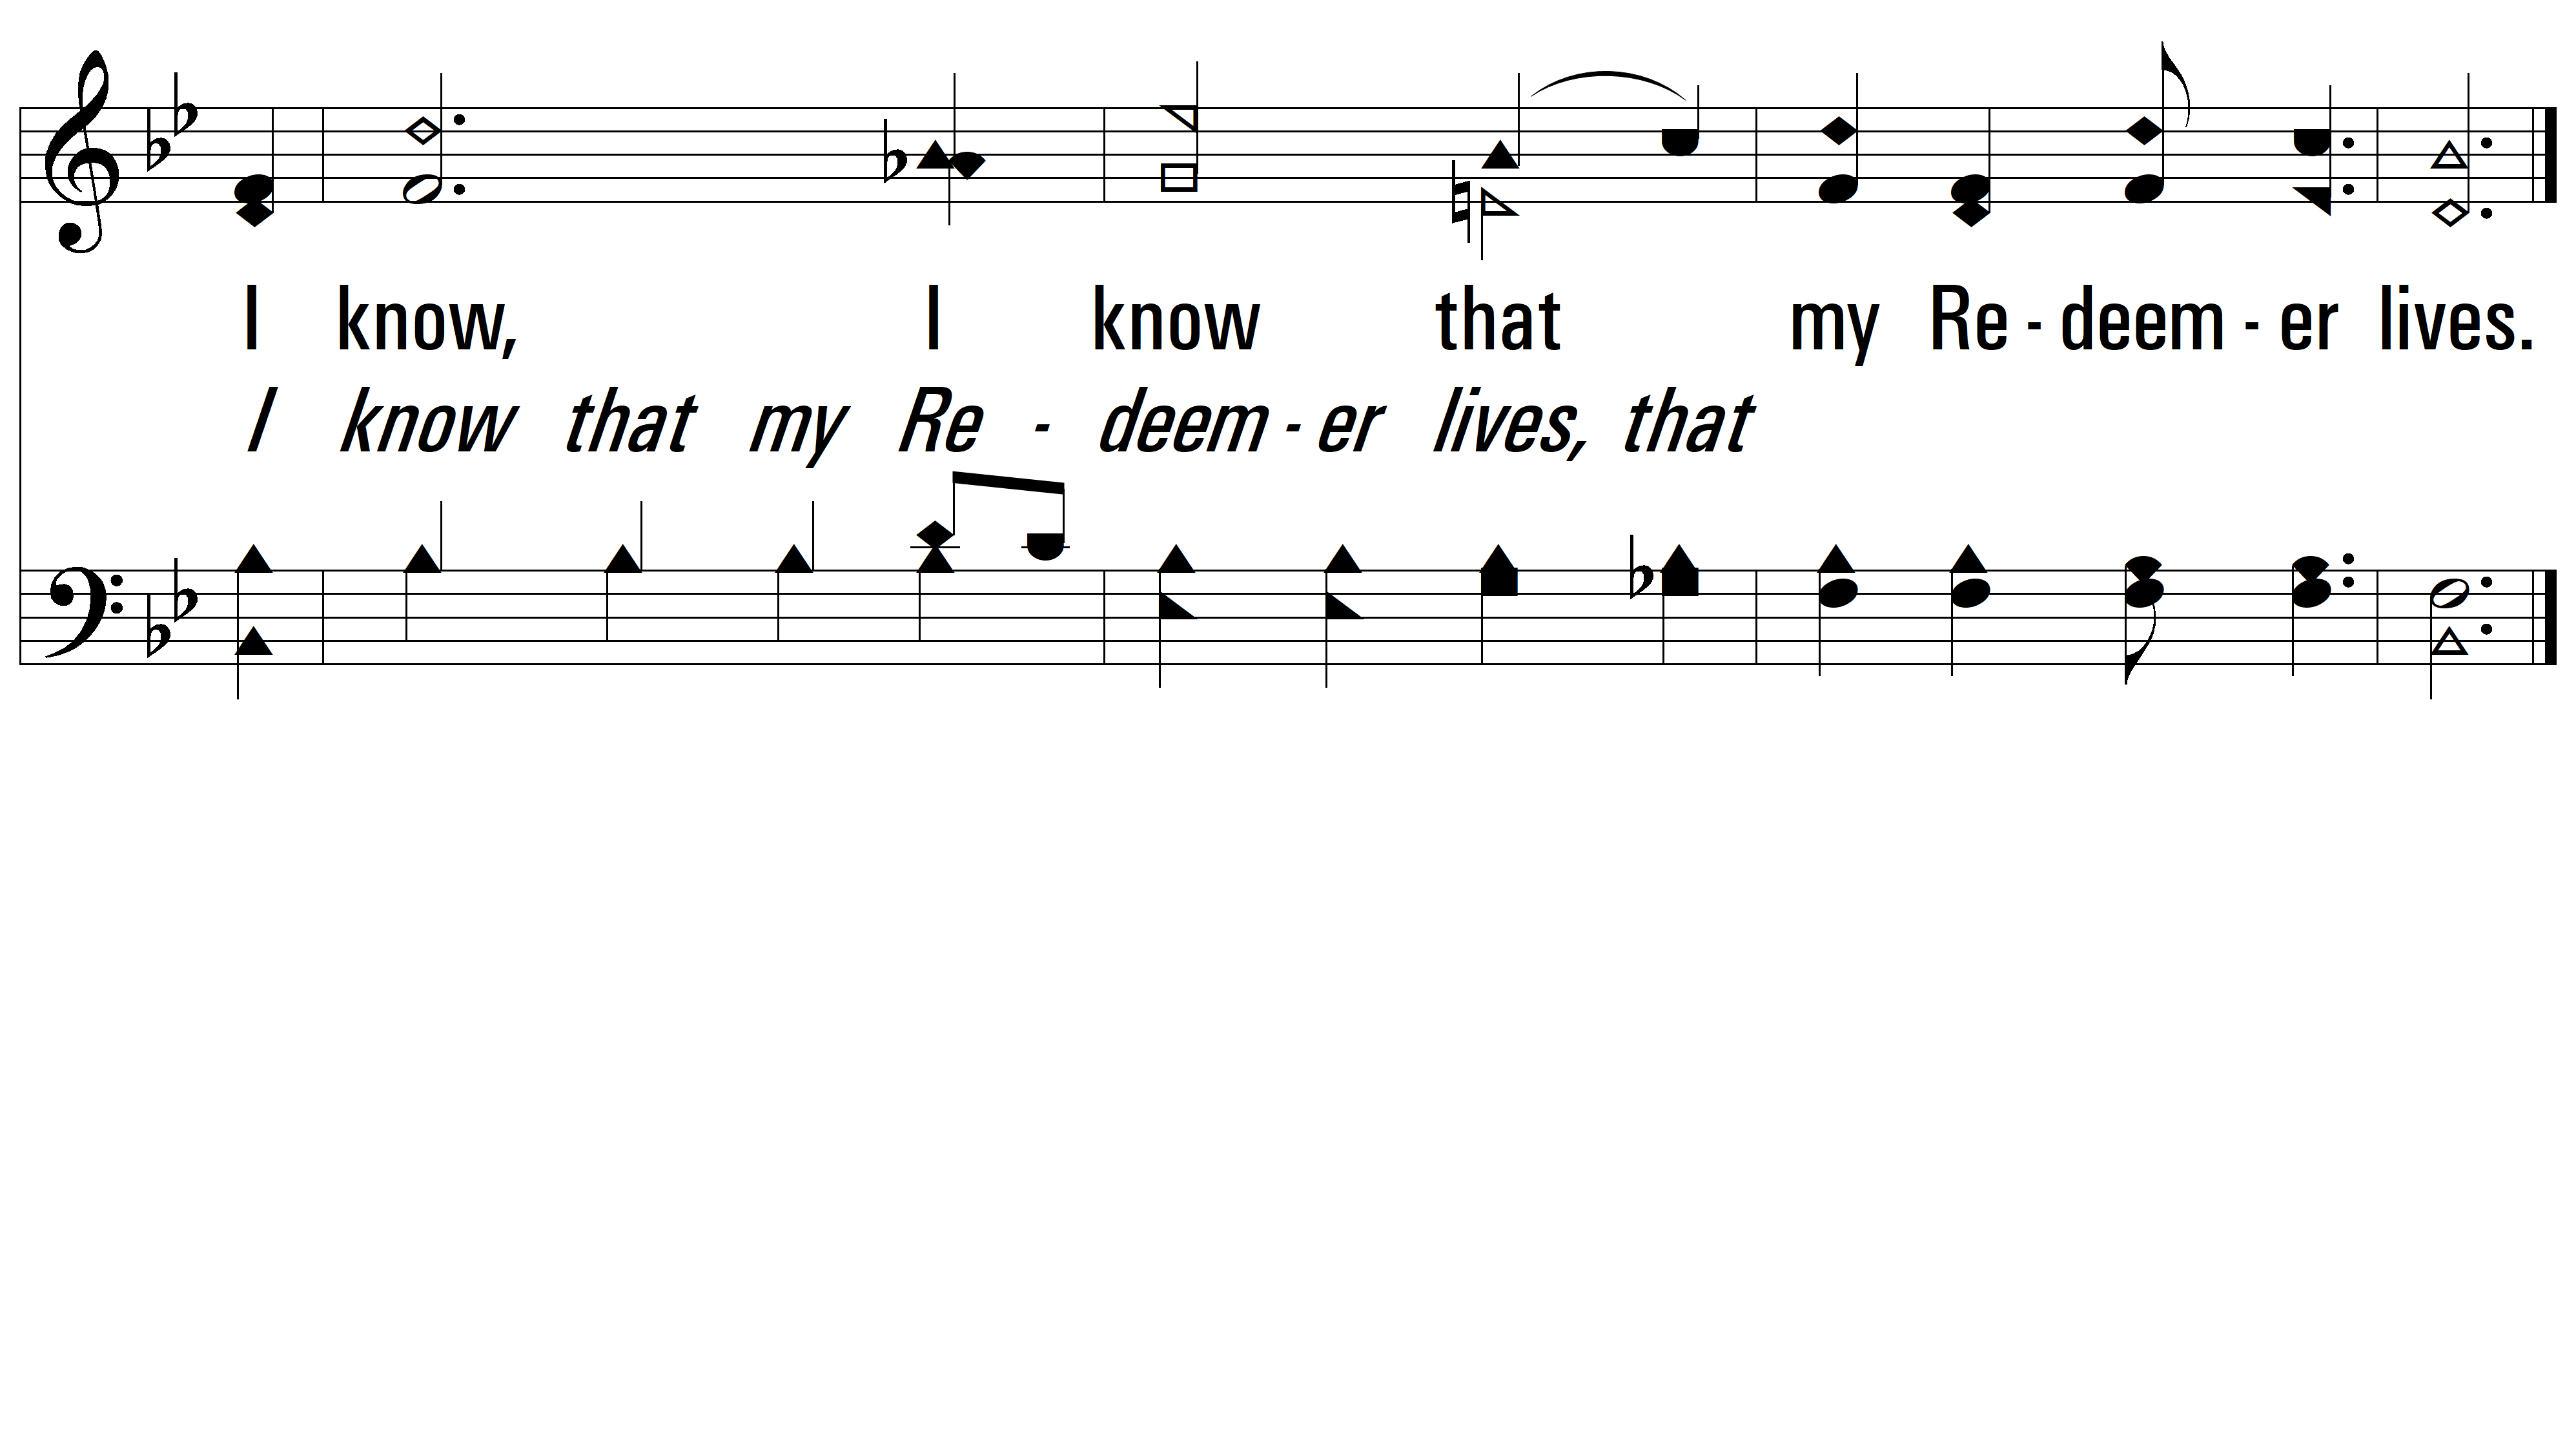 I know, I know that my Re - deem - er lives.
I know that my Re - deem - er lives, that